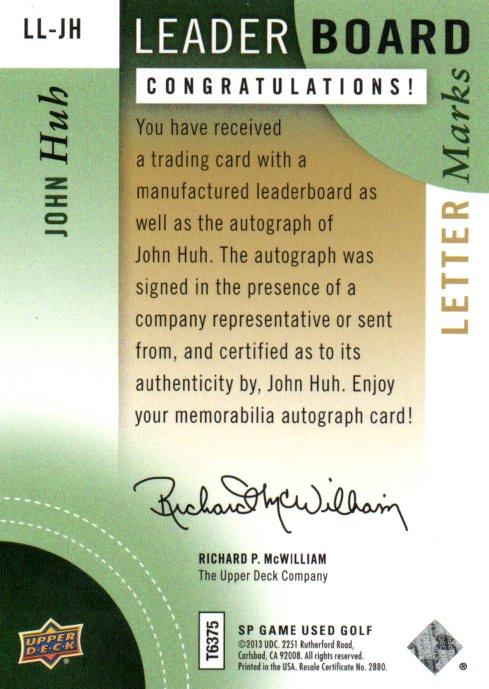 LL-JH
LEADER BOARD
CONGRATULATIONS!
LETTER Marks
JOHN Huh
You have received
a trading card with a
manufactured leaderboard as
well as the autograph of
John Huh. The autograph was
signed in the presence of a
company representative or sent
from, and certified as to its
authenticity by, John Huh. Enjoy
your memorabilia autograph card!
Richard McWilliam
RICHARD P. McWILLIAM
The Upper Deck Company
UPPER
D·E·C·K
®
T6375
SP GAME USED GOLF
©2013 UDC. 2251 Rutherford Road,
Carlsbad, CA 92008. All rights reserved.
Printed in the USA. Resale Certificate No. 2880.
®